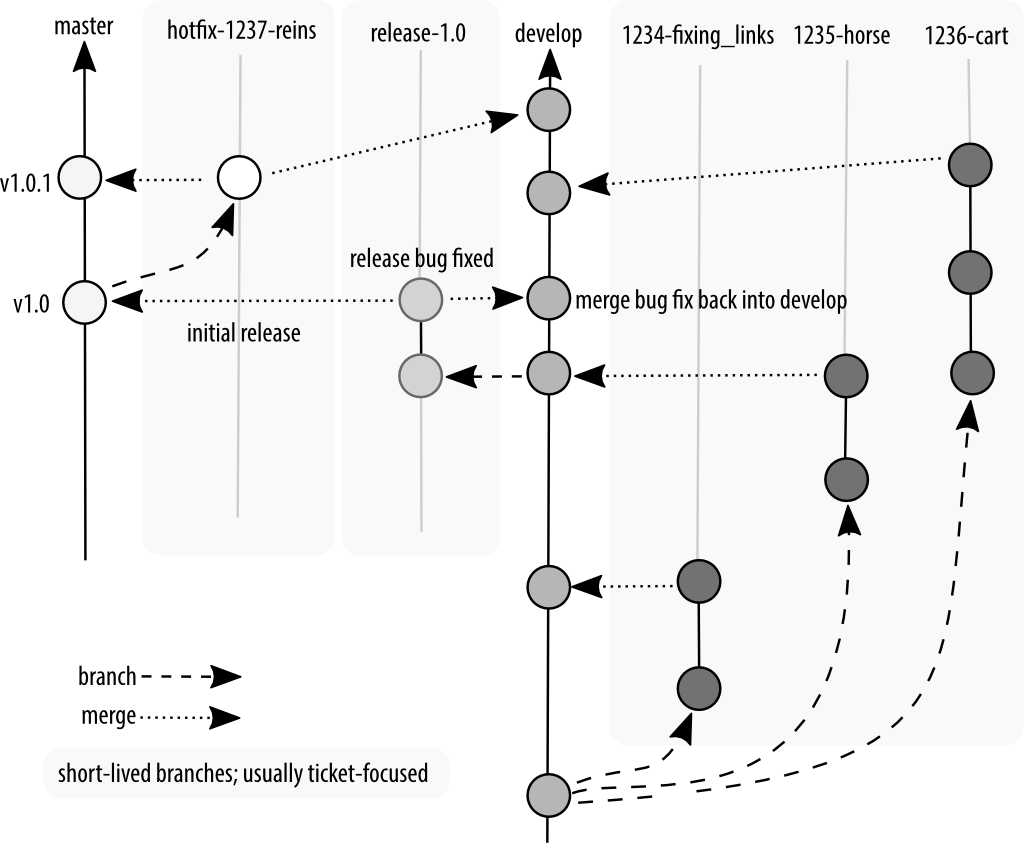 master
hotfix-1237-reins
release-1.0
develop
1234-fixing_links
1235-horse
1236-cart
v1.0.1
release bug fixed
v1.0
merge bug fix back into develop
initial release
branch
merge
short-lived branches; usually ticket-focused